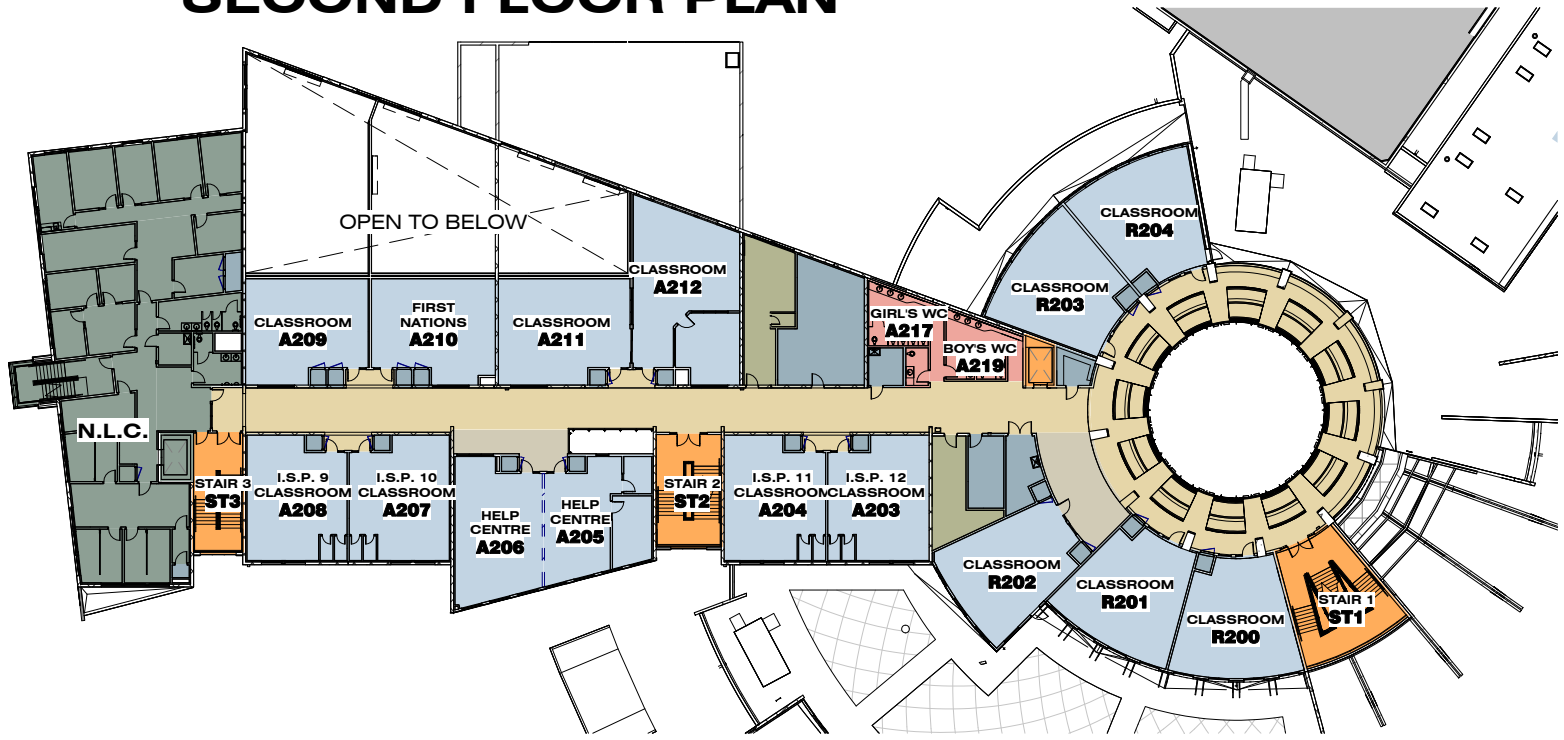 SECOND FLOOR PLAN
OPEN TO BELOW
CLASSROOM
R204
CLASSROOM
R203
CLASSROOM
A212
CLASSROOM
A209
FIRST
NATIONS
A210
CLASSROOM
A211
GIRL'S WC
A217
BOY'S WC
A219
N.L.C.
STAIR 3
ST3
I.S.P. 9
CLASSROOM
A208
I.S.P. 10
CLASSROOM
A207
HELP
CENTRE
A206
HELP
CENTRE
A205
STAIR 2
ST2
I.S.P. 11
CLASSROOM
A204
I.S.P. 12
CLASSROOM
A203
CLASSROOM
R202
CLASSROOM
R201
CLASSROOM
R200
STAIR 1
ST1